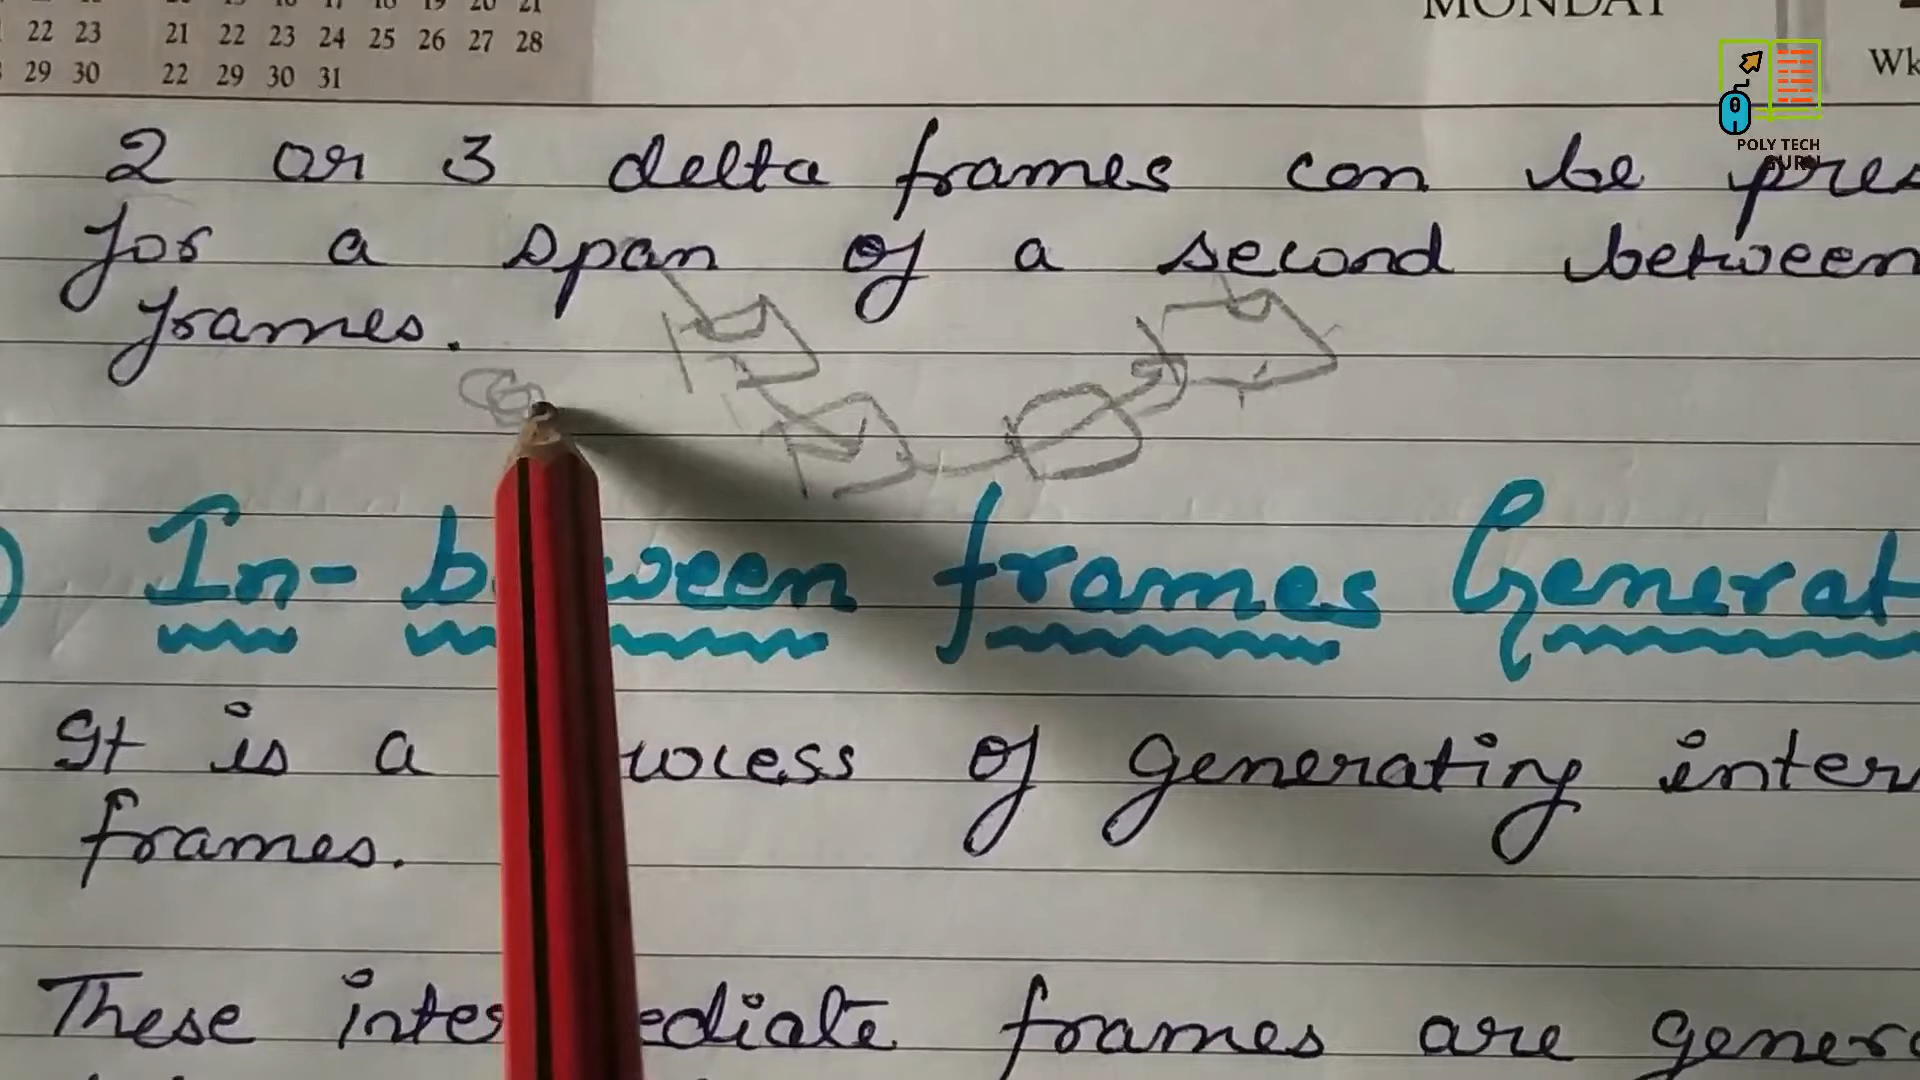 22 23 21 22 23 24 25 26 27 28
29 30 22 29 30 31
MONDAY
Wk
POLY TECH
GURU
2 or 3 delta frames can be pres
for a span of a second between
frames.
In-between frames Generat
It is a process of generating inter
frames.
These intermediate frames are gener